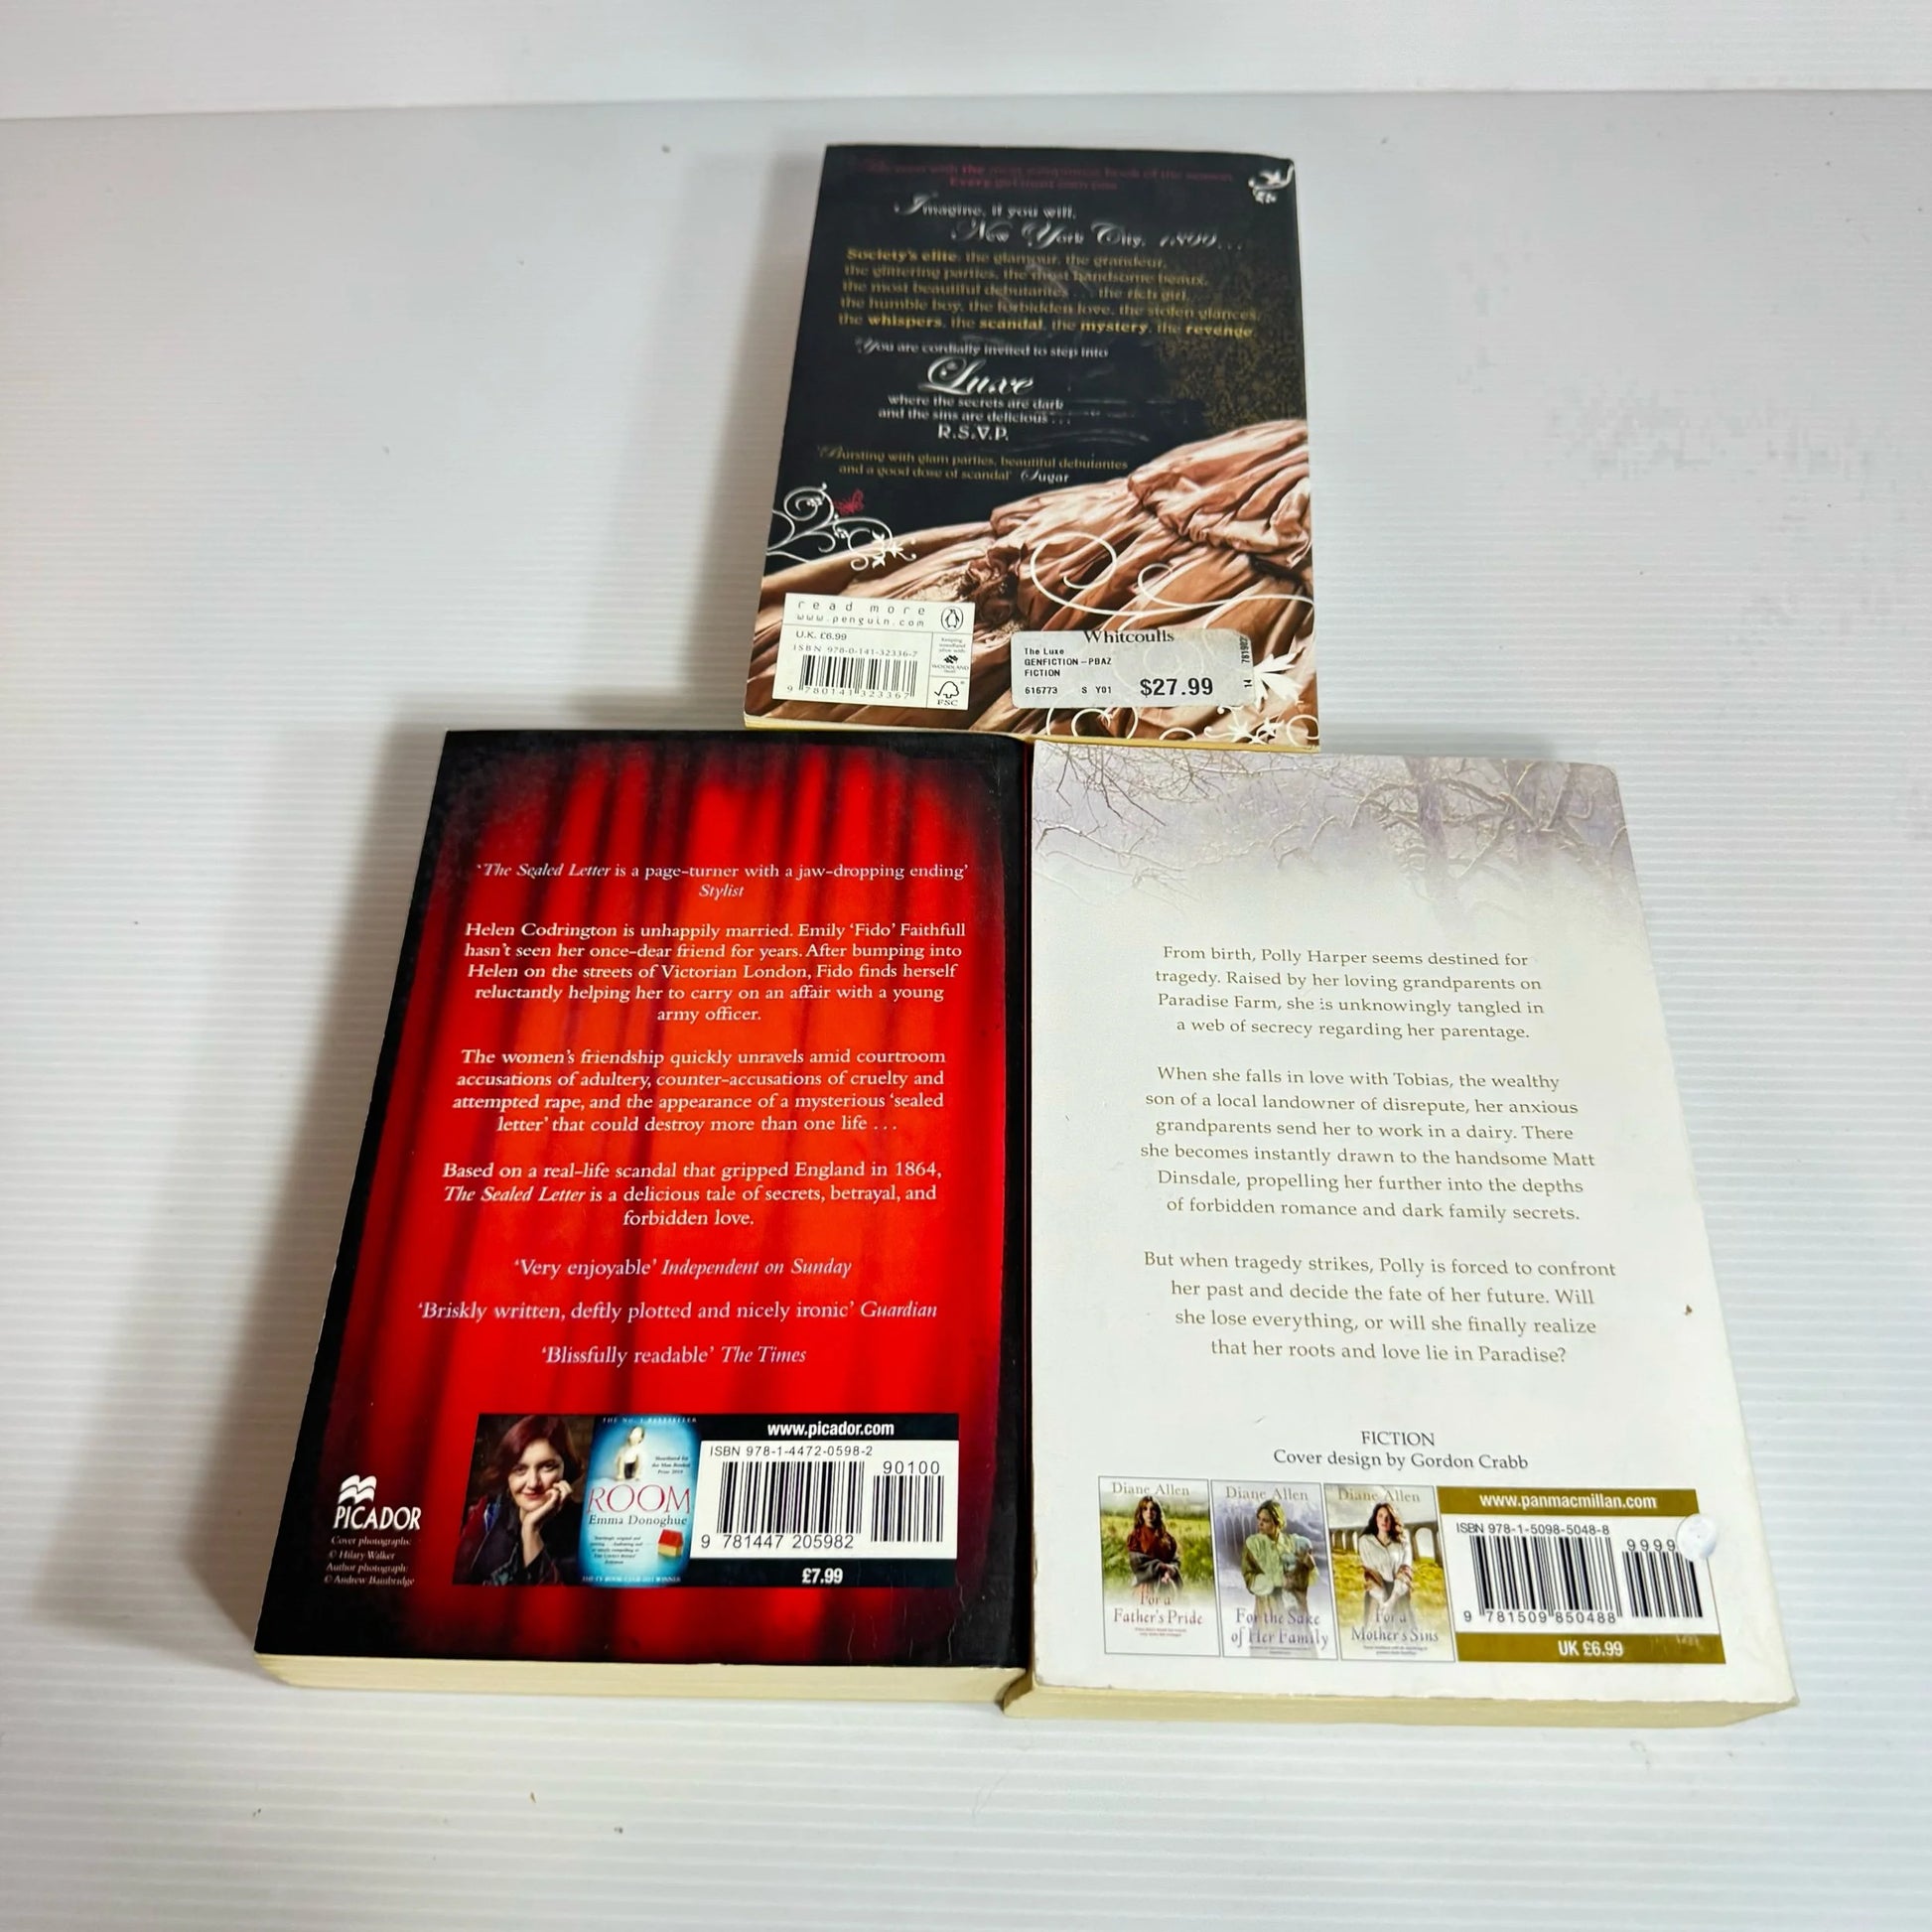 Every
Imagine, if you will,
New York City, 1899...
Society's elite, the glamour, the grandeur,
the glittering parties, the most handsome beaux,
the most beautiful debutantes ... the rich girl,
the humble boy, the forbidden love, the stolen glances,
the whispers, the scandal, the mystery, the revenge
You are cordially invited to step into
Luxe
where the secrets are dark
and the sins are delicious ...
R.S.V.P.
'Bursting with glam parties, beautiful debutantes
and a good dose of scandal' Sugar
read more
www.penguin.com
U.K. £6.99
ISBN 978-0-141-32336-7
9 780141 323367
WOODLAND
FSC
Whitcoulls
The Luxe
GENFICTION-PBAZ
FICTION
616773 S Y01 $27.99
14 781982
'The Sealed Letter is a page-turner with a jaw-dropping ending'
Stylist
Helen Codrington is unhappily married. Emily 'Fido' Faithfull
hasn't seen her once-dear friend for years. After bumping into
Helen on the streets of Victorian London, Fido finds herself
reluctantly helping her to carry on an affair with a young
army officer.
The women's friendship quickly unravels amid courtroom
accusations of adultery, counter-accusations of cruelty and
attempted rape, and the appearance of a mysterious 'sealed
letter' that could destroy more than one life ...
Based on a real-life scandal that gripped England in 1864,
The Sealed Letter is a delicious tale of secrets, betrayal, and
forbidden love.
'Very enjoyable' Independent on Sunday
'Briskly written, deftly plotted and nicely ironic' Guardian
'Blissfully readable' The Times
PICADOR
Cover photographs:
© Hilary Walker
Author photograph:
© Andrew Bainbridge
THE NO. 1 BESTSELLER
Shortlisted for
the Man Booker
Prize 2010
ROOM
Emma Donoghue
www.picador.com
ISBN 978-1-4472-0598-2
90100
9 781447 205982
£7.99
From birth, Polly Harper seems destined for
tragedy. Raised by her loving grandparents on
Paradise Farm, she is unknowingly tangled in
a web of secrecy regarding her parentage.
When she falls in love with Tobias, the wealthy
son of a local landowner of disrepute, her anxious
grandparents send her to work in a dairy. There
she becomes instantly drawn to the handsome Matt
Dinsdale, propelling her further into the depths
of forbidden romance and dark family secrets.
But when tragedy strikes, Polly is forced to confront
her past and decide the fate of her future. Will
she lose everything, or will she finally realize
that her roots and love lie in Paradise?
FICTION
Cover design by Gordon Crabb
Diane Allen
For a
Father's Pride
Diane Allen
For the Sake
of Her Family
Diane Allen
For a
Mother's Sins
www.panmacmillan.com
ISBN 978-1-5098-5048-8
9999
9 781509 850488
UK £6.99